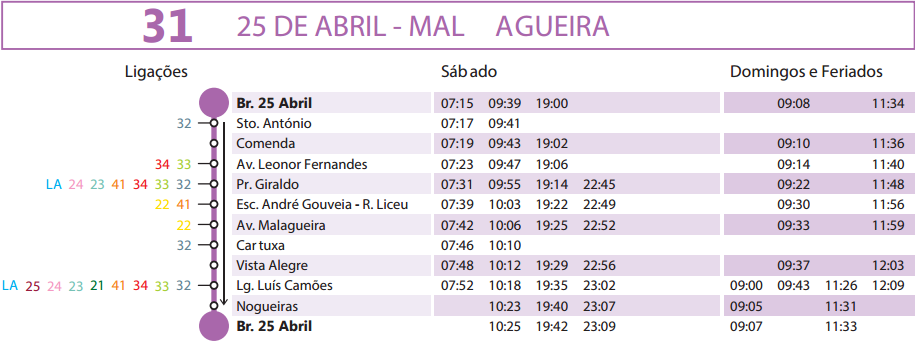 31 25 DE ABRIL - MAL AGUEIRA
Ligações Sábado Domingos e Feriados
Br. 25 Abril 07:15 09:39 19:00 09:08 11:34
32 Sto. António 07:17 09:41
Comenda 07:19 09:43 19:02 09:10 11:36
34 33 Av. Leonor Fernandes 07:23 09:47 19:06 09:14 11:40
LA 24 23 41 34 33 32 Pr. Giraldo 07:31 09:55 19:14 22:45 09:22 11:48
22 41 Esc. André Gouveia - R. Liceu 07:39 10:03 19:22 22:49 09:30 11:56
22 Av. Malagueira 07:42 10:06 19:25 22:52 09:33 11:59
32 Cartuxa 07:46 10:10
Vista Alegre 07:48 10:12 19:29 22:56 09:37 12:03
LA 25 24 23 21 41 34 33 32 Lg. Luís Camões 07:52 10:18 19:35 23:02 09:00 09:43 11:26 12:09
Nogueiras 10:23 19:40 23:07 09:05 11:31
Br. 25 Abril 10:25 19:42 23:09 09:07 11:33